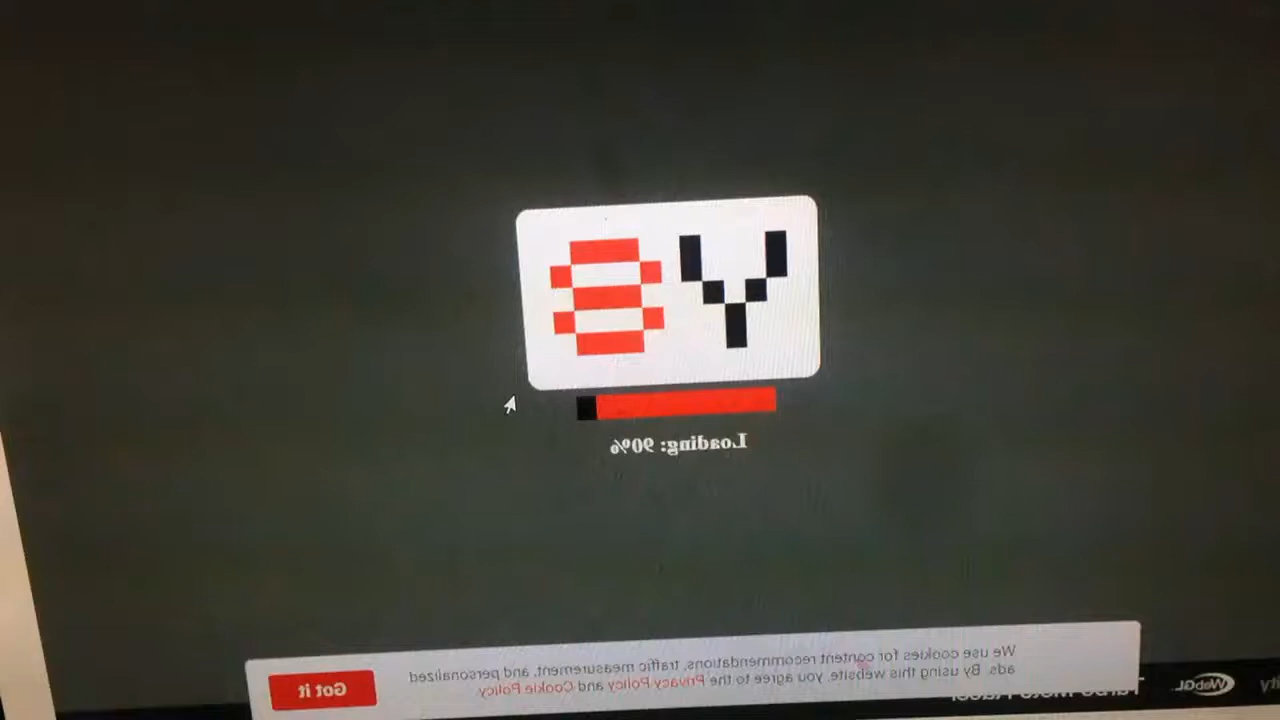 Y8
Loading: 90%
We use cookies for content recommendations, traffic measurement, and personalized
ads. By using this website, you agree to the Privacy Policy and Cookie Policy.
Got it
WebGL